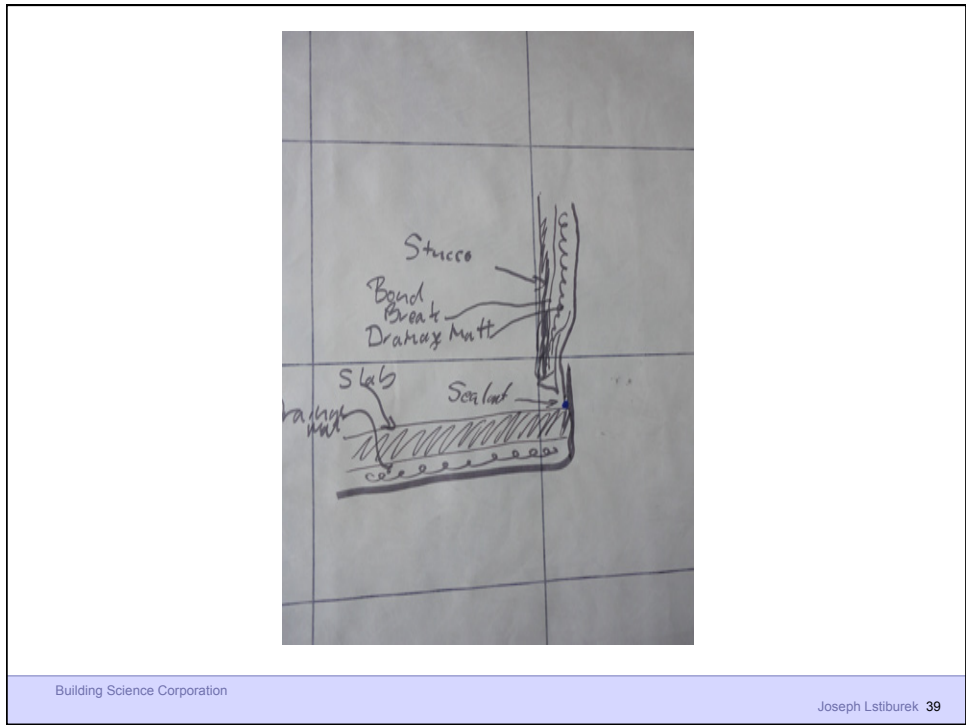 Stucco
Bond
Break
Drainage Matt
Slab
Sealant
Building Science Corporation
Joseph Lstiburek 39